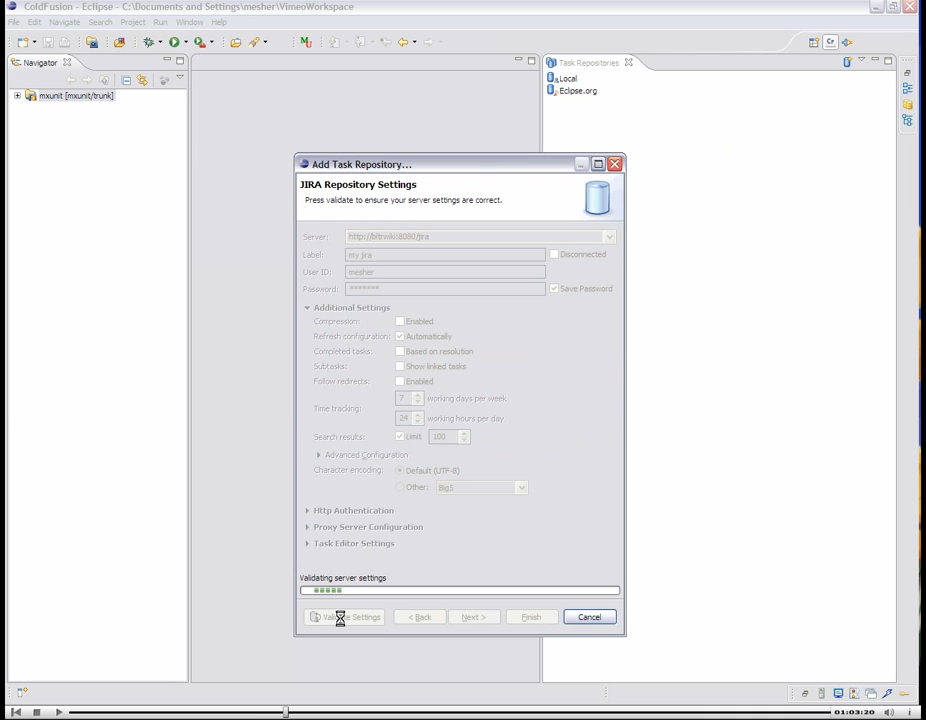 ColdFusion - Eclipse - C:\Documents and Settings\mesher\VimeoWorkspace
File Edit Navigate Search Project Run Window Help
Navigator
Task Repositories
mxunit [mxunit/trunk]
Local
Eclipse.org
Add Task Repository...
JIRA Repository Settings
Press validate to ensure your server settings are correct.
Server: http://bitrwiki:8080/jira
Label: my jira Disconnected
User ID: mesher
Password: ******* Save Password
Additional Settings
Compression: Enabled
Refresh configuration: Automatically
Completed tasks: Based on resolution
Subtasks: Show linked tasks
Follow redirects: Enabled
Time tracking: 7 working days per week
24 working hours per day
Search results: Limit 100
Advanced Configuration
Character encoding: Default (UTF-8)
Other: Big5
Http Authentication
Proxy Server Configuration
Task Editor Settings
Validating server settings
Settings < Back Next > Finish Cancel
01:03:20